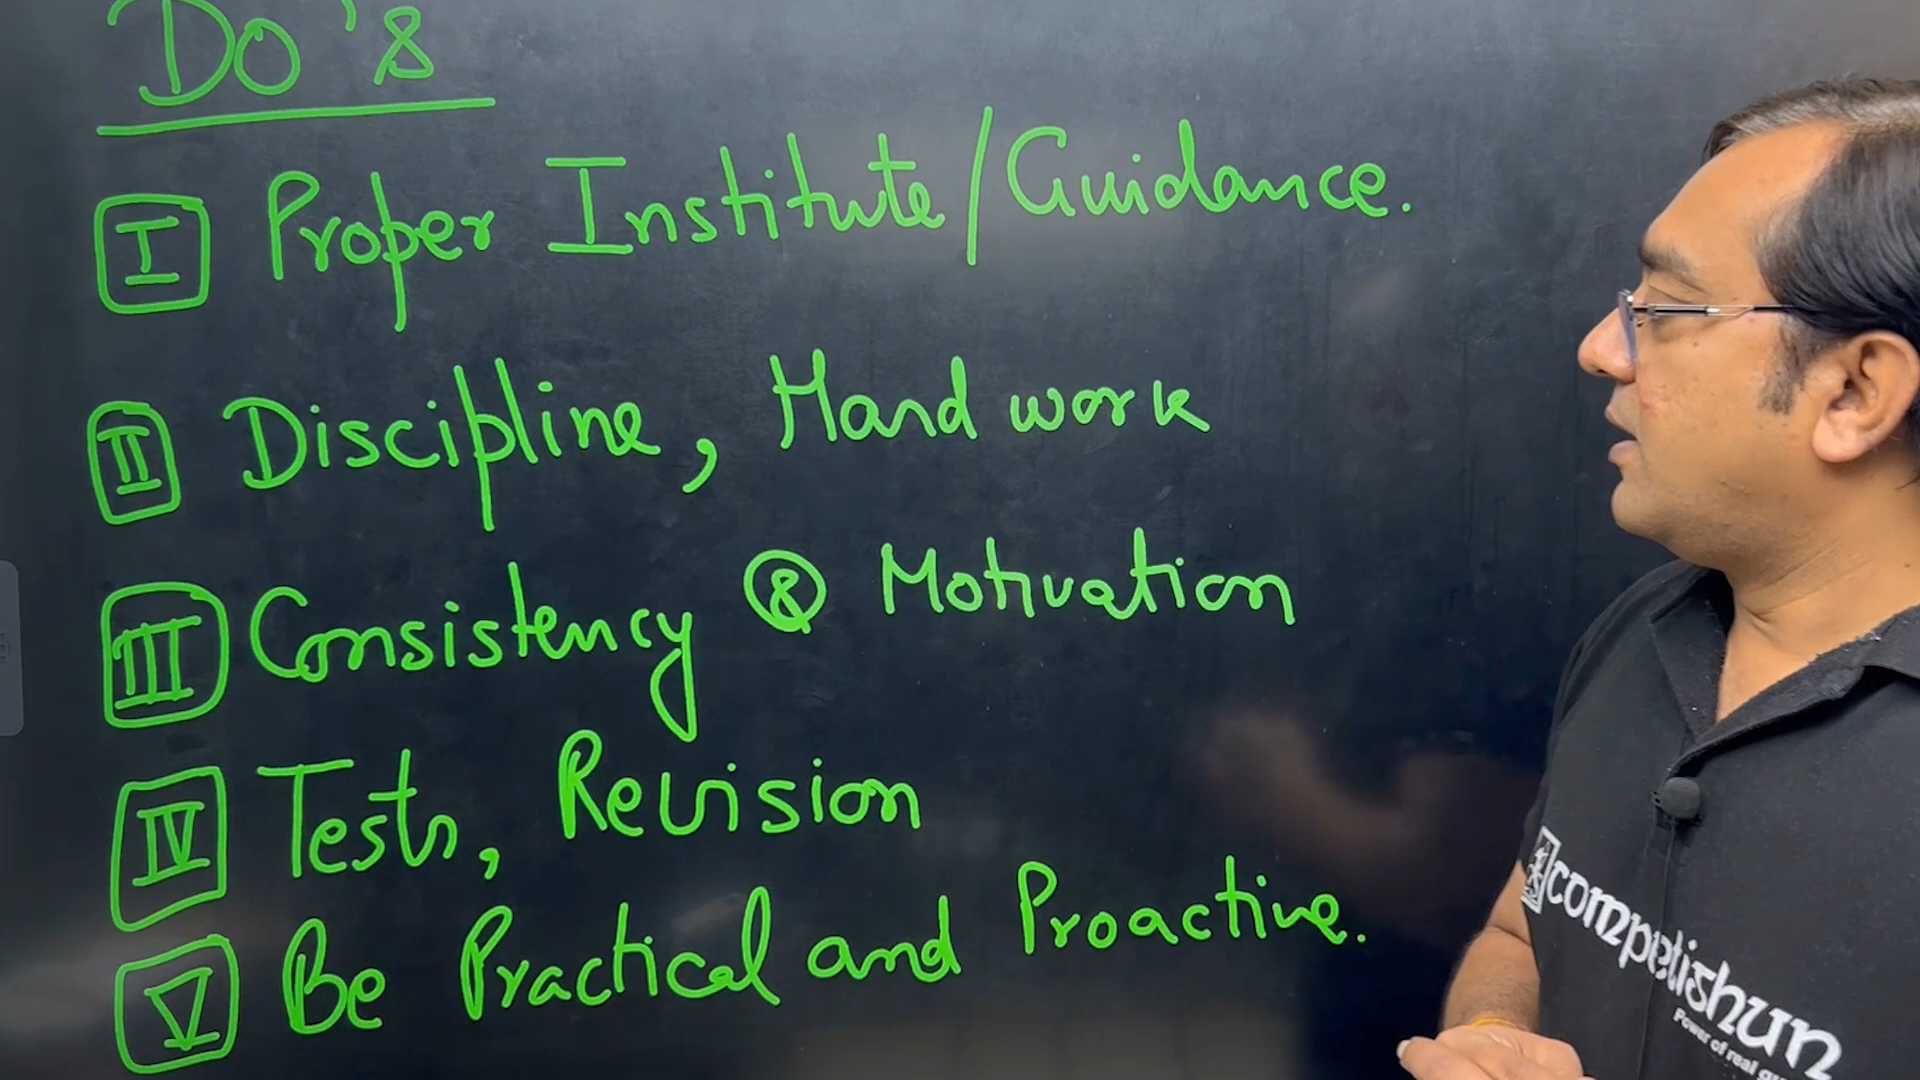 Do's
I Proper Institute/Guidance.
II Discipline, Hard work
III Consistency & Motivation
IV Tests, Revision
V Be Practical and Proactive.
competishun
Power of real